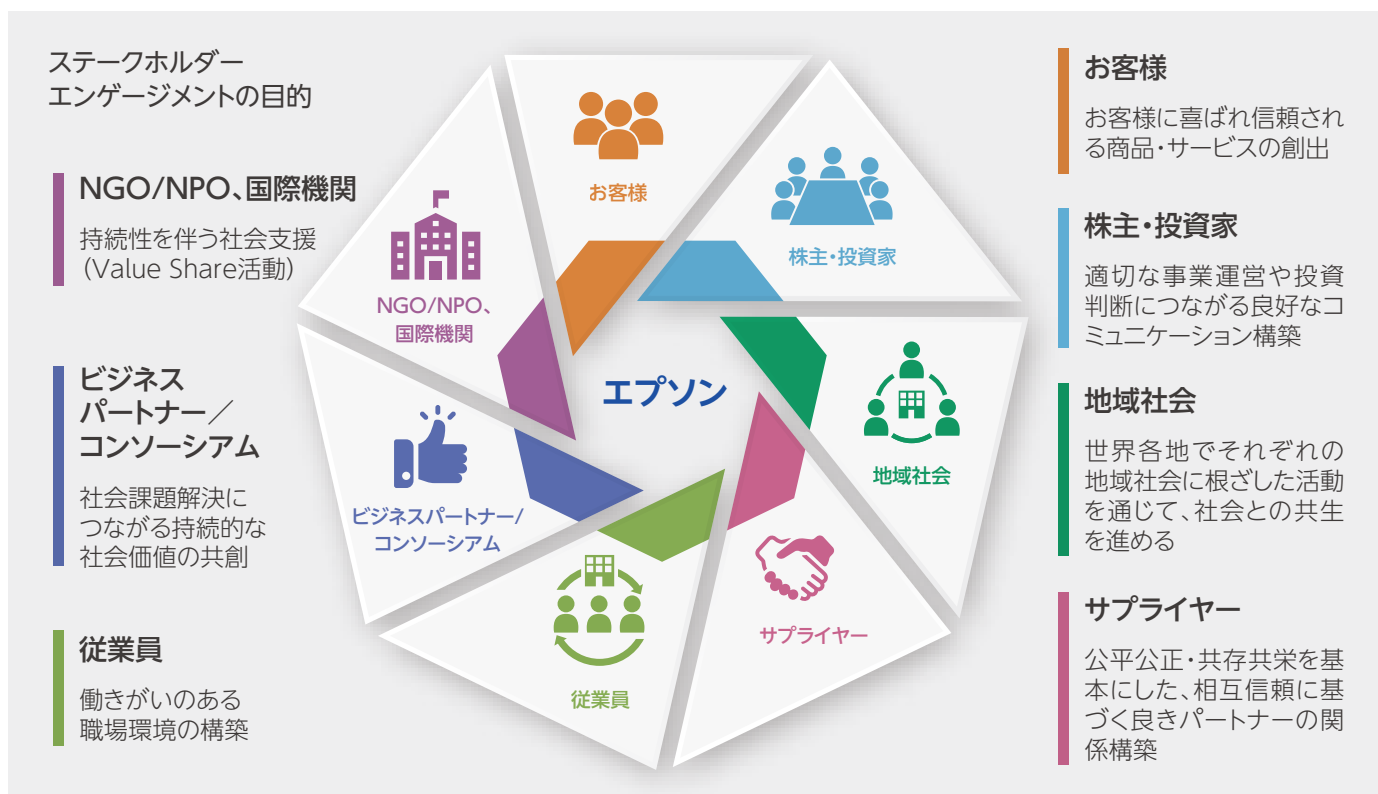 ステークホルダー
エンゲージメントの目的
NGO/NPO、国際機関
持続性を伴う社会支援
（Value Share活動）
ビジネス
パートナー／
コンソーシアム
社会課題解決に
つながる持続的な
社会価値の共創
従業員
働きがいのある
職場環境の構築
お客様
株主・投資家
NGO/NPO、
国際機関
エプソン
地域社会
ビジネスパートナー/
コンソーシアム
サプライヤー
従業員
お客様
お客様に喜ばれ信頼され
る商品・サービスの創出
株主・投資家
適切な事業運営や投資
判断につながる良好なコ
ミュニケーション構築
地域社会
世界各地でそれぞれの
地域社会に根ざした活動
を通じて、社会との共生
を進める
サプライヤー
公平公正・共存共栄を基
本にした、相互信頼に基
づく良きパートナーの関
係構築